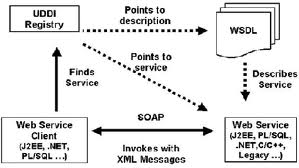 UDDI
Registry
Points to
description
WSDL
Points to
service
Finds
Service
Describes
Service
SOAP
Web Service
Client
(J2EE, .NET,
PL/SQL ...)
Invokes with
XML Messages
Web Service
(J2EE, PL/SQL,
.NET,C/C++,
Legacy ...)